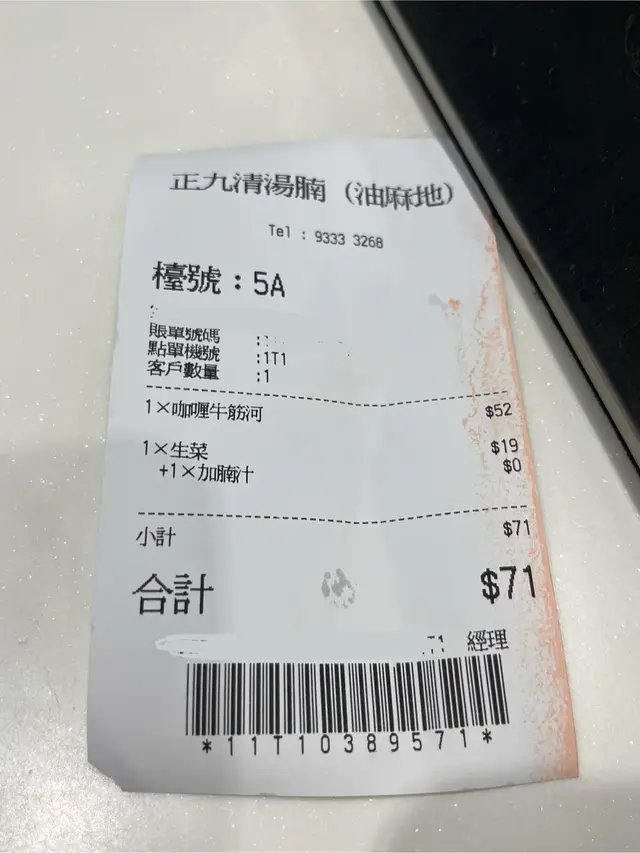 正九清湯腩（油麻地）
Tel : 9333 3268
檯號：5A
賬單號碼 :
點單機號 :1T1
客戶數量 :1
1×咖喱牛筋河 $52
1×生菜 $19
+1×加腩汁 $0
小計 $71
合計 $71
T1 經理
*11T10389571*